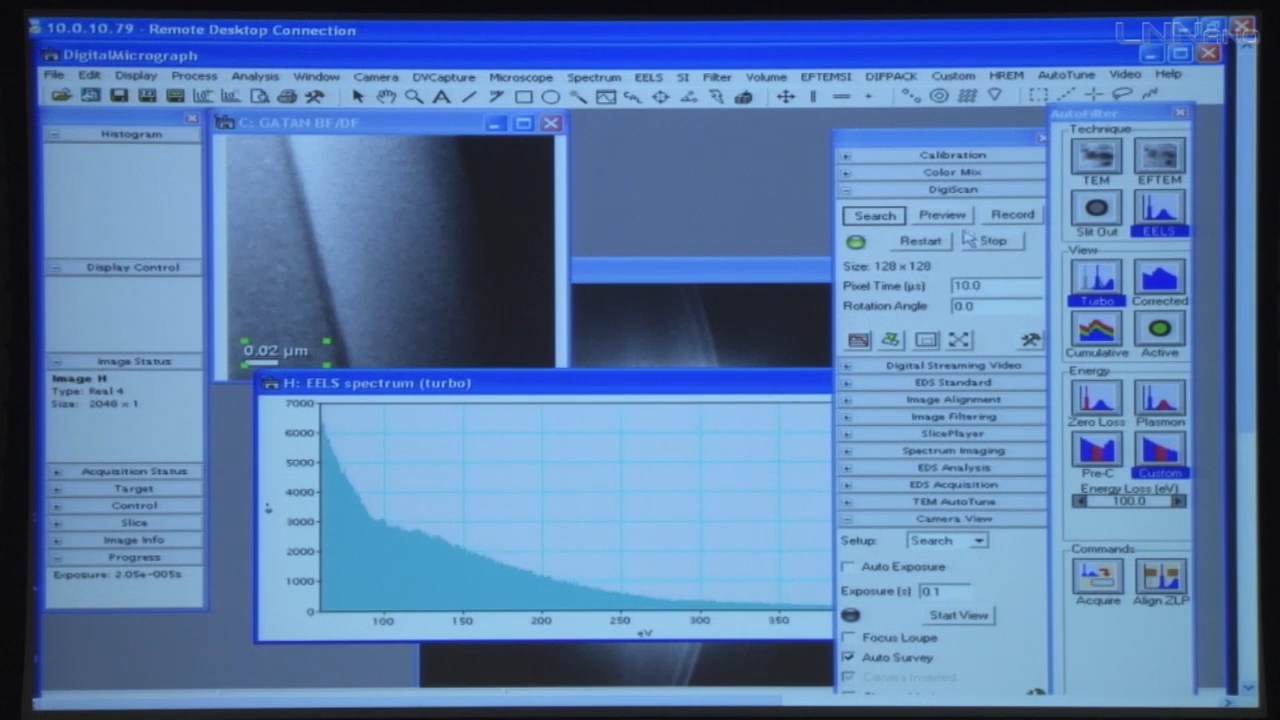 10.0.10.79 - Remote Desktop Connection
LNNano
DigitalMicrograph
File Edit Display Process Analysis Window Camera DVCapture Microscope Spectrum EELS SI Filter Volume EFTEMSI DIFPACK Custom HREM AutoTune Video Help
Histogram
Display Control
Image Status
Image H
Type: Real 4
Size: 2048 x 1
Acquisition Status
Target
Control
Slice
Image Info
Progress
Exposure: 2.05e-005s
C: GATAN BF/DF
0.02 µm
H: EELS spectrum (turbo)
7000
6000
5000
4000
3000
2000
1000
0
e-
100 150 200 250 300 350
eV
Calibration
Color Mix
DigiScan
Search Preview Record
Restart Stop
Size: 128 x 128
Pixel Time (µs) 10.0
Rotation Angle 0.0
Digital Streaming Video
EDS Standard
Image Alignment
Image Filtering
SlicePlayer
Spectrum Imaging
EDS Analysis
EDS Acquisition
TEM AutoTune
Camera View
Setup: Search
Auto Exposure
Exposure (s) 0.1
Start View
Focus Loupe
Auto Survey
Camera Inserted
AutoFilter
Technique
TEM EFTEM
Slit Out EELS
View
Turbo Corrected
Cumulative Active
Energy
Zero Loss Plasmon
Pre-C Custom
Energy Loss (eV)
100.0
Commands
Acquire Align ZLP